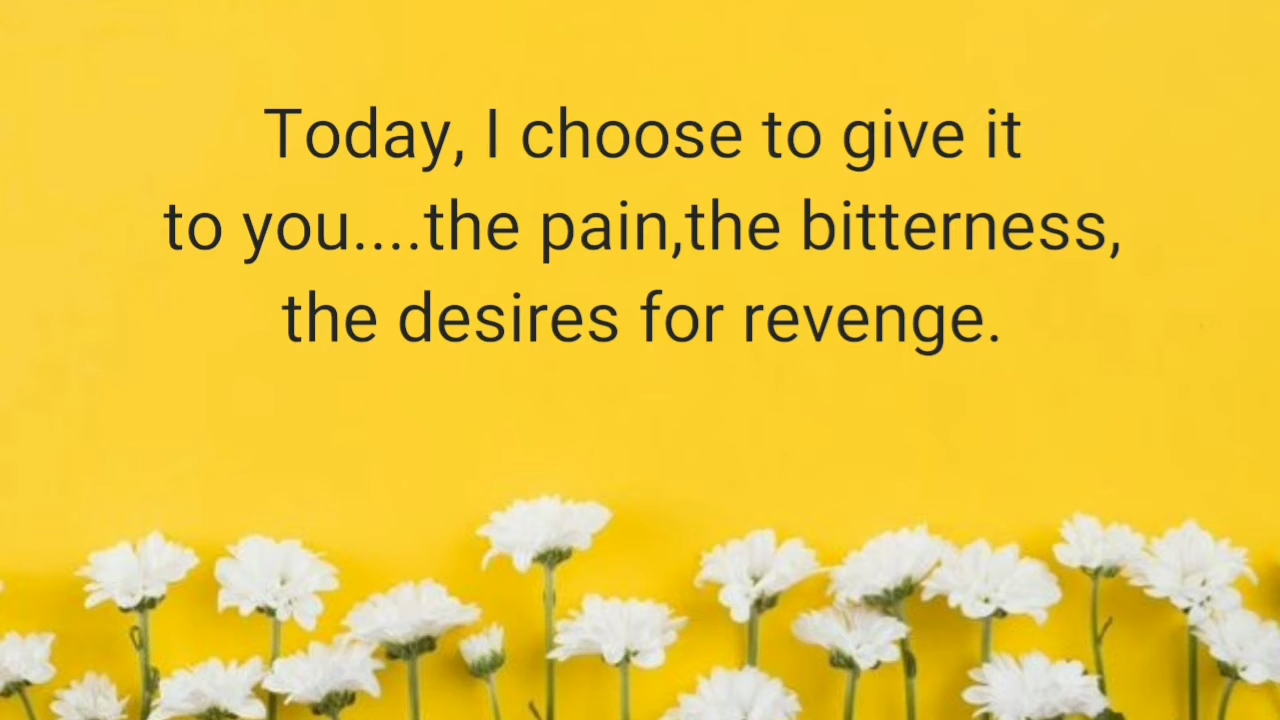 Today, I choose to give it
to you....the pain,the bitterness,
the desires for revenge.